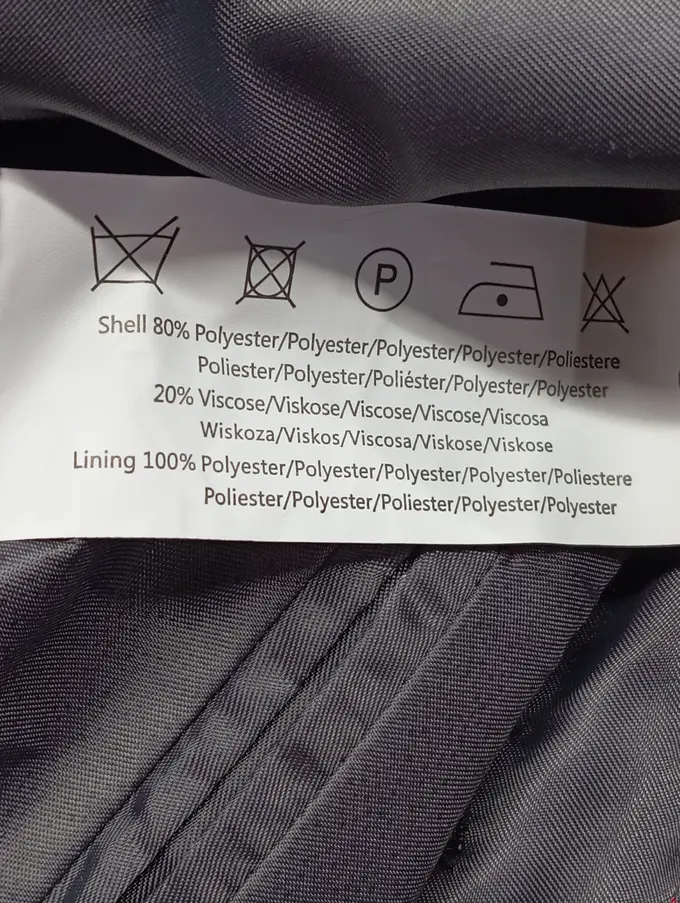 P
Shell 80% Polyester/Polyester/Polyester/Polyester/Poliestere
Poliester/Polyester/Poliéster/Polyester/Polyester
20% Viscose/Viskose/Viscose/Viscose/Viscosa
Wiskoza/Viskos/Viscosa/Viskose/Viskose
Lining 100% Polyester/Polyester/Polyester/Polyester/Poliestere
Poliester/Polyester/Poliester/Polyester/Polyester